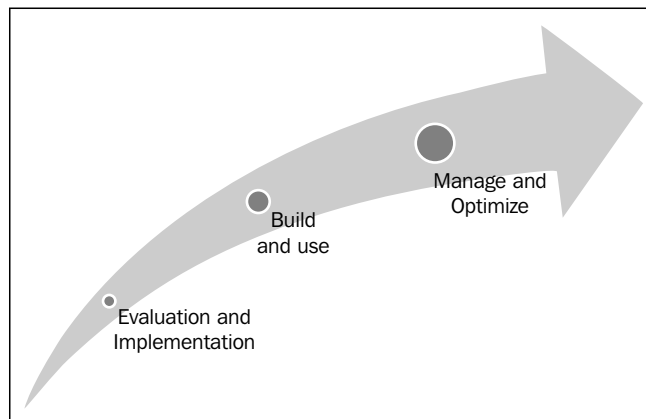 Manage and
Optimize
Build
and use
Evaluation and
Implementation